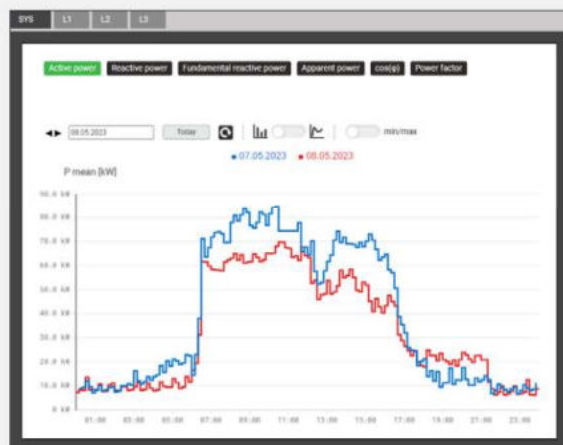 SYS L1 L2 L3
Active power Reactive power Fundamental reactive power Apparent power cos(φ) Power factor
08.05.2023 Today min/max
07.05.2023 08.05.2023
P mean [kW]
90.0 kW
80.0 kW
70.0 kW
60.0 kW
50.0 kW
40.0 kW
30.0 kW
20.0 kW
10.0 kW
0 kW
01:00 03:00 05:00 07:00 09:00 11:00 13:00 15:00 17:00 19:00 21:00 23:00